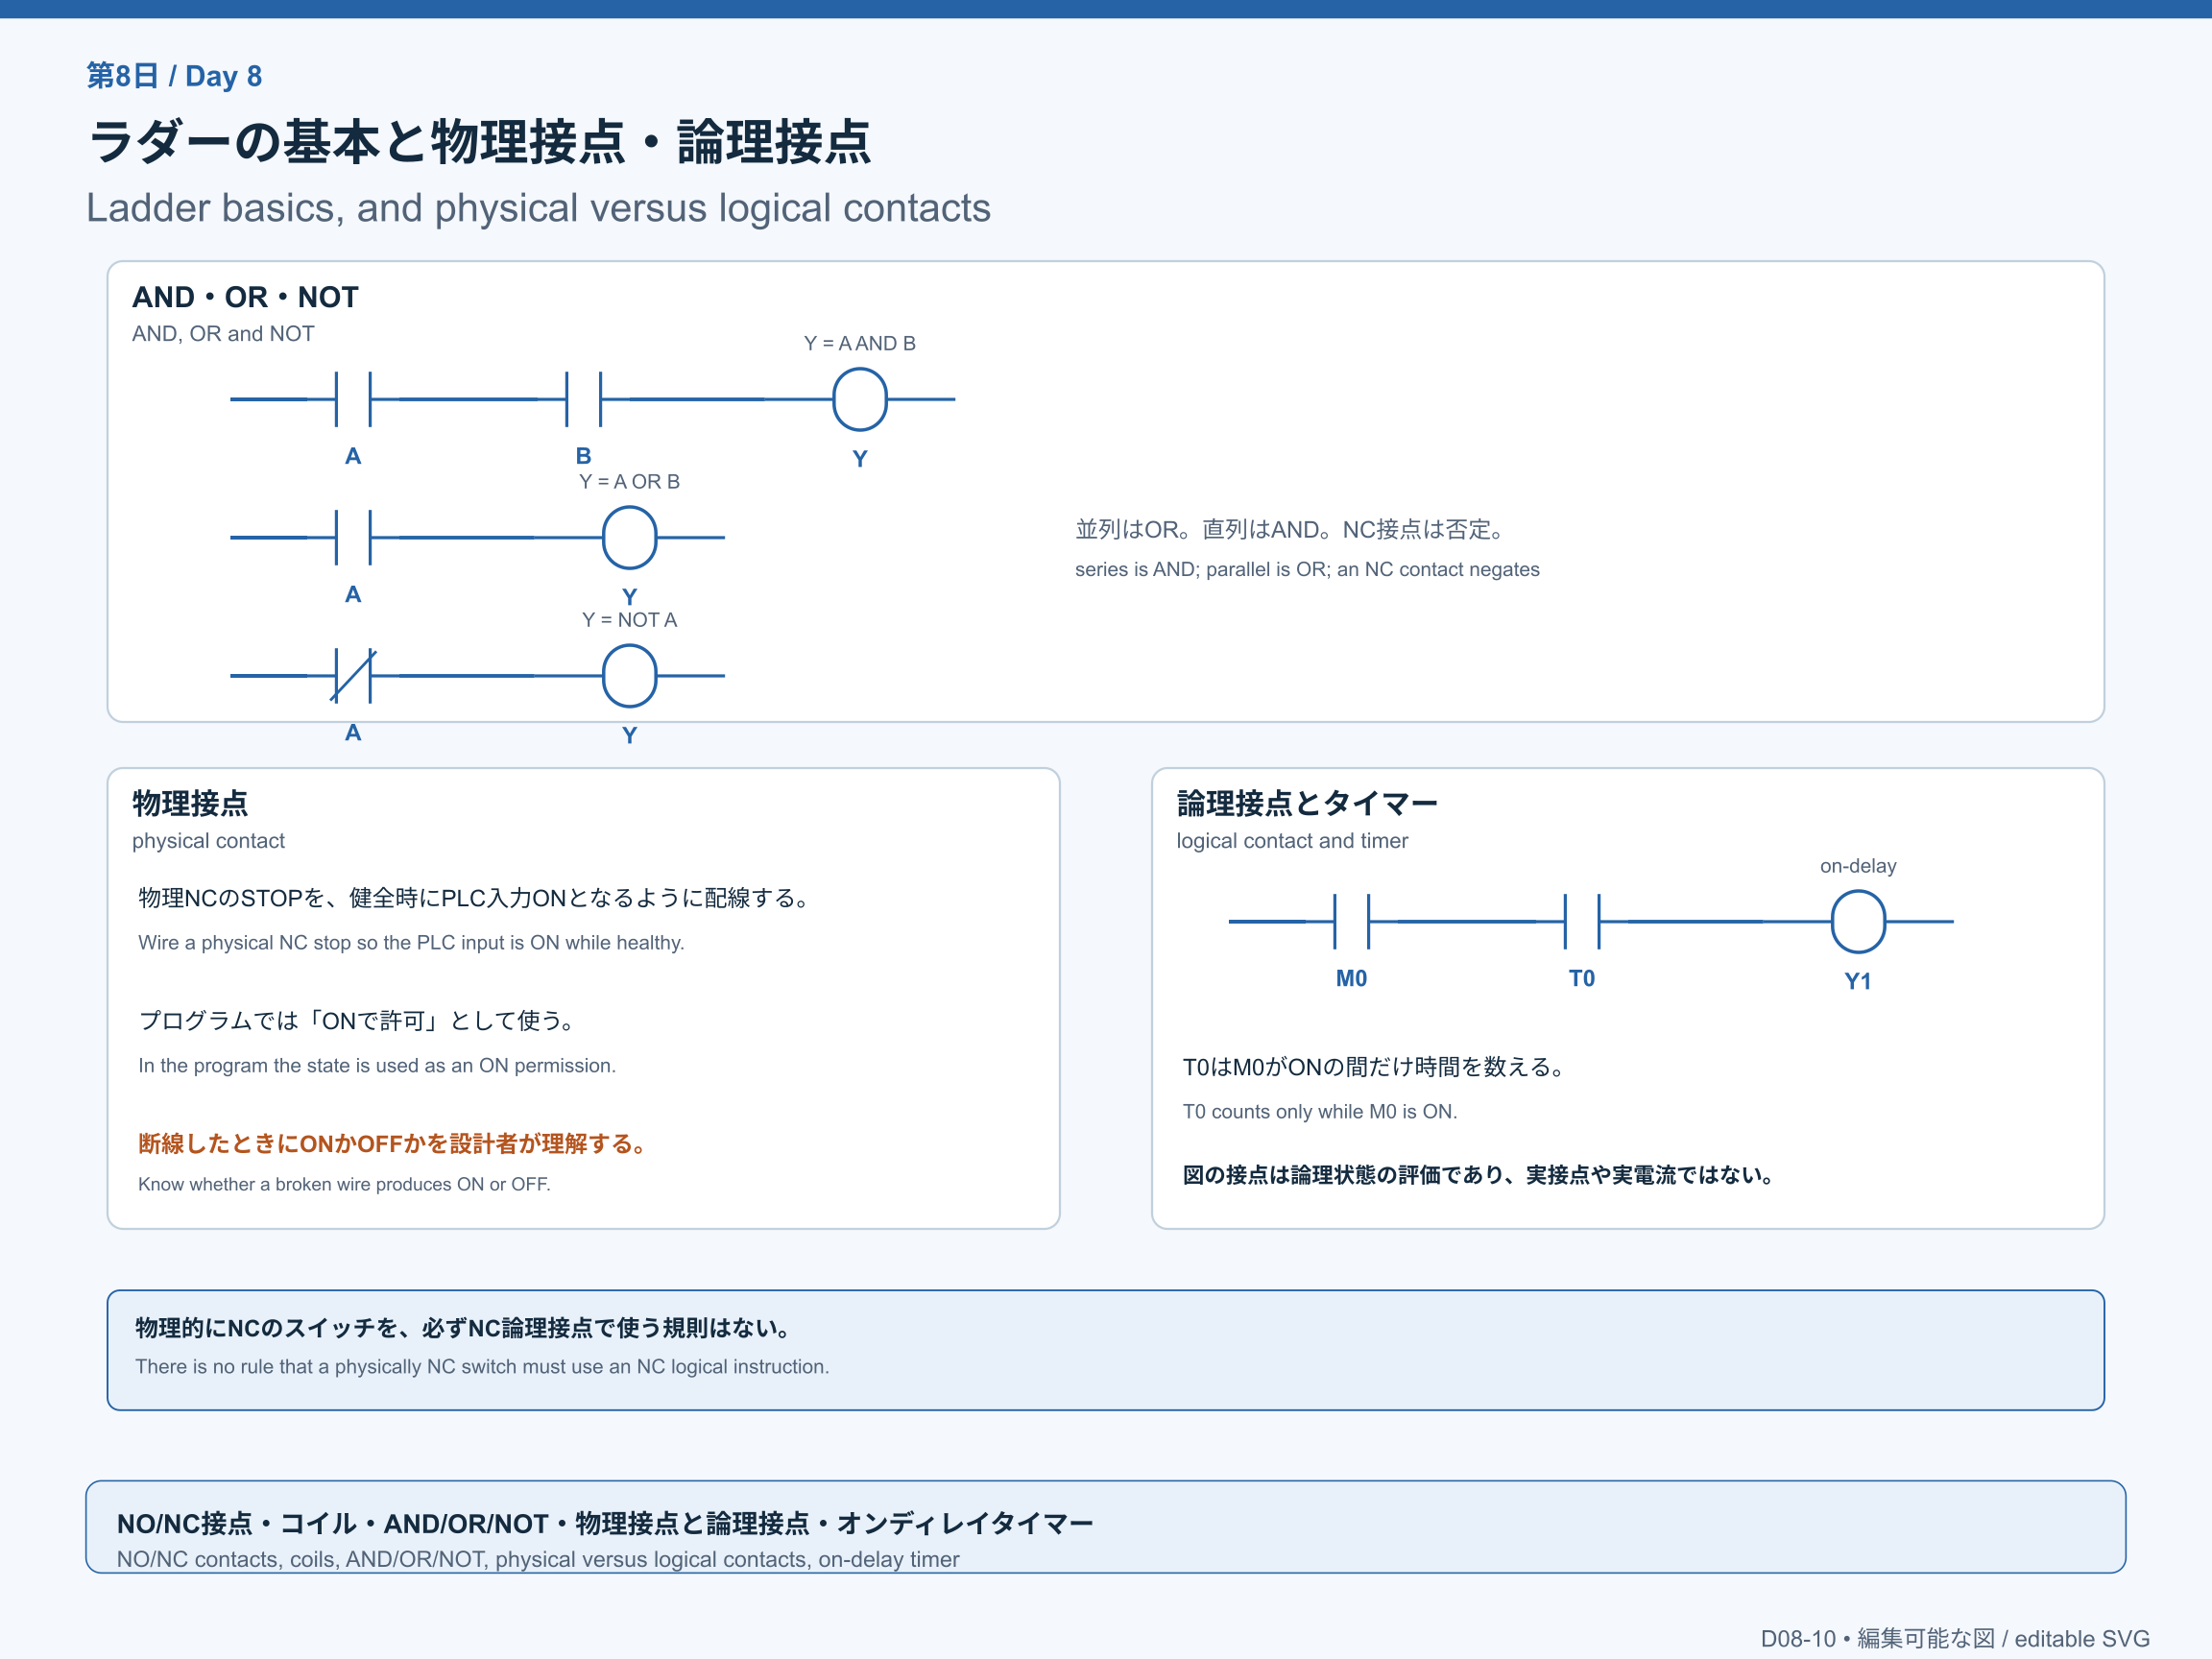 第8日 / Day 8
ラダーの基本と物理接点・論理接点
Ladder basics, and physical versus logical contacts
AND・OR・NOT
AND, OR and NOT
Y = A AND B
A
B
Y
Y = A OR B
A
Y
Y = NOT A
A
Y
並列はOR。直列はAND。NC接点は否定。
series is AND; parallel is OR; an NC contact negates
物理接点
physical contact
物理NCのSTOPを、健全時にPLC入力ONとなるように配線する。
Wire a physical NC stop so the PLC input is ON while healthy.
プログラムでは「ONで許可」として使う。
In the program the state is used as an ON permission.
断線したときにONかOFFかを設計者が理解する。
Know whether a broken wire produces ON or OFF.
論理接点とタイマー
logical contact and timer
on-delay
M0
T0
Y1
T0はM0がONの間だけ時間を数える。
T0 counts only while M0 is ON.
図の接点は論理状態の評価であり、実接点や実電流ではない。
物理的にNCのスイッチを、必ずNC論理接点で使う規則はない。
There is no rule that a physically NC switch must use an NC logical instruction.
NO/NC接点・コイル・AND/OR/NOT・物理接点と論理接点・オンディレイタイマー
NO/NC contacts, coils, AND/OR/NOT, physical versus logical contacts, on-delay timer
D08-10 • 編集可能な図 / editable SVG